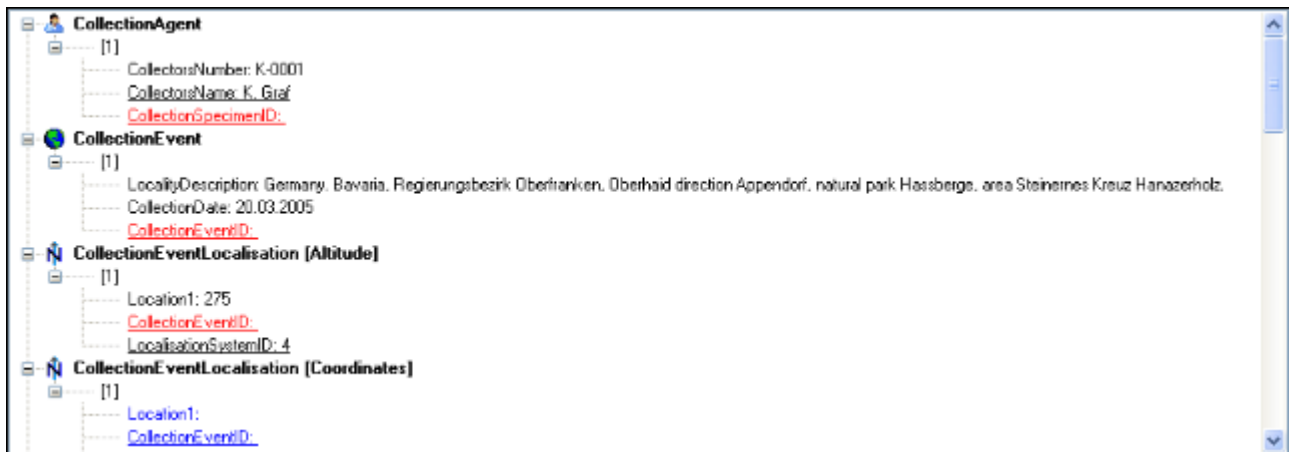 CollectionAgent
[1]
CollectorsNumber: K-0001
CollectorsName: K. Graf
CollectionSpecimenID:
CollectionEvent
[1]
LocalityDescription: Germany. Bavaria. Regierungsbezirk Oberfranken, Oberhaid direction Appendorf, natural park Hassberge, area Steinernes Kreuz Hanazerholz,
CollectionDate: 20.03.2005
CollectionEventID:
CollectionEventLocalisation [Altitude]
[1]
Location1: 275
CollectionEventID:
LocalisationSystemID: 4
CollectionEventLocalisation [Coordinates]
[1]
Location1:
CollectionEventID: